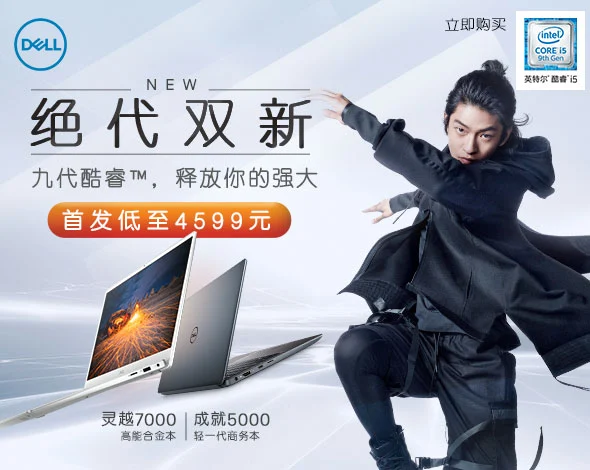 DELL
立即购买
intel
CORE i5
9th Gen
英特尔® 酷睿™ i5
NEW
绝代双新
九代酷睿™，释放你的强大
首发低至4599元
DELL
灵越7000
高能合金本
成就5000
轻一代商务本